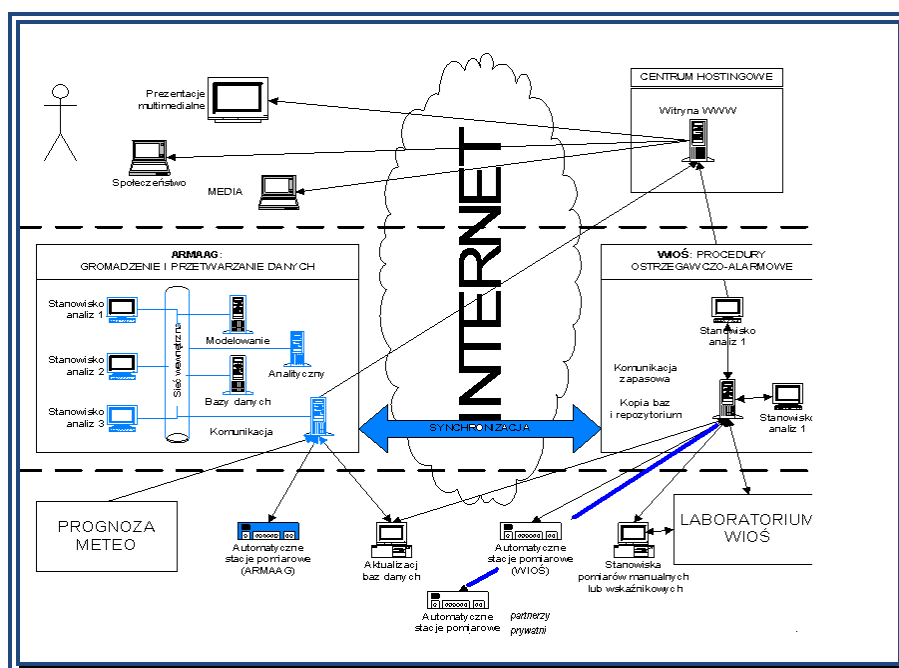 CENTRUM HOSTINGOWE
Witryna WWW
Prezentacje
multimedialne
Społeczeństwo
MEDIA
INTERNET
ARMAAG:
GROMADZENIE I PRZETWARZANIE DANYCH
Stanowisko
analiz 1
Stanowisko
analiz 2
Stanowisko
analiz 3
Sieć wewnętrzna
Modelowanie
Analityczny
Bazy danych
Komunikacja
SYNCHRONIZACJA
WIOŚ: PROCEDURY
OSTRZEGAWCZO-ALARMOWE
Stanowisko
analiz 1
Komunikacja
zapasowa
Kopia baz
i repozytorium
Stanowisko
analiz 1
PROGNOZA
METEO
Automatyczne
stacje pomiarowe
(ARMAAG)
Aktualizacj
baz danych
Automatyczne
stacje pomiarowe
(WIOŚ)
Stanowiska
pomiarów manualnych
lub wskaźnikowych
LABORATORIUM
WIOŚ
Automatyczne
stacje pomiarowe
partnerzy
prywatni